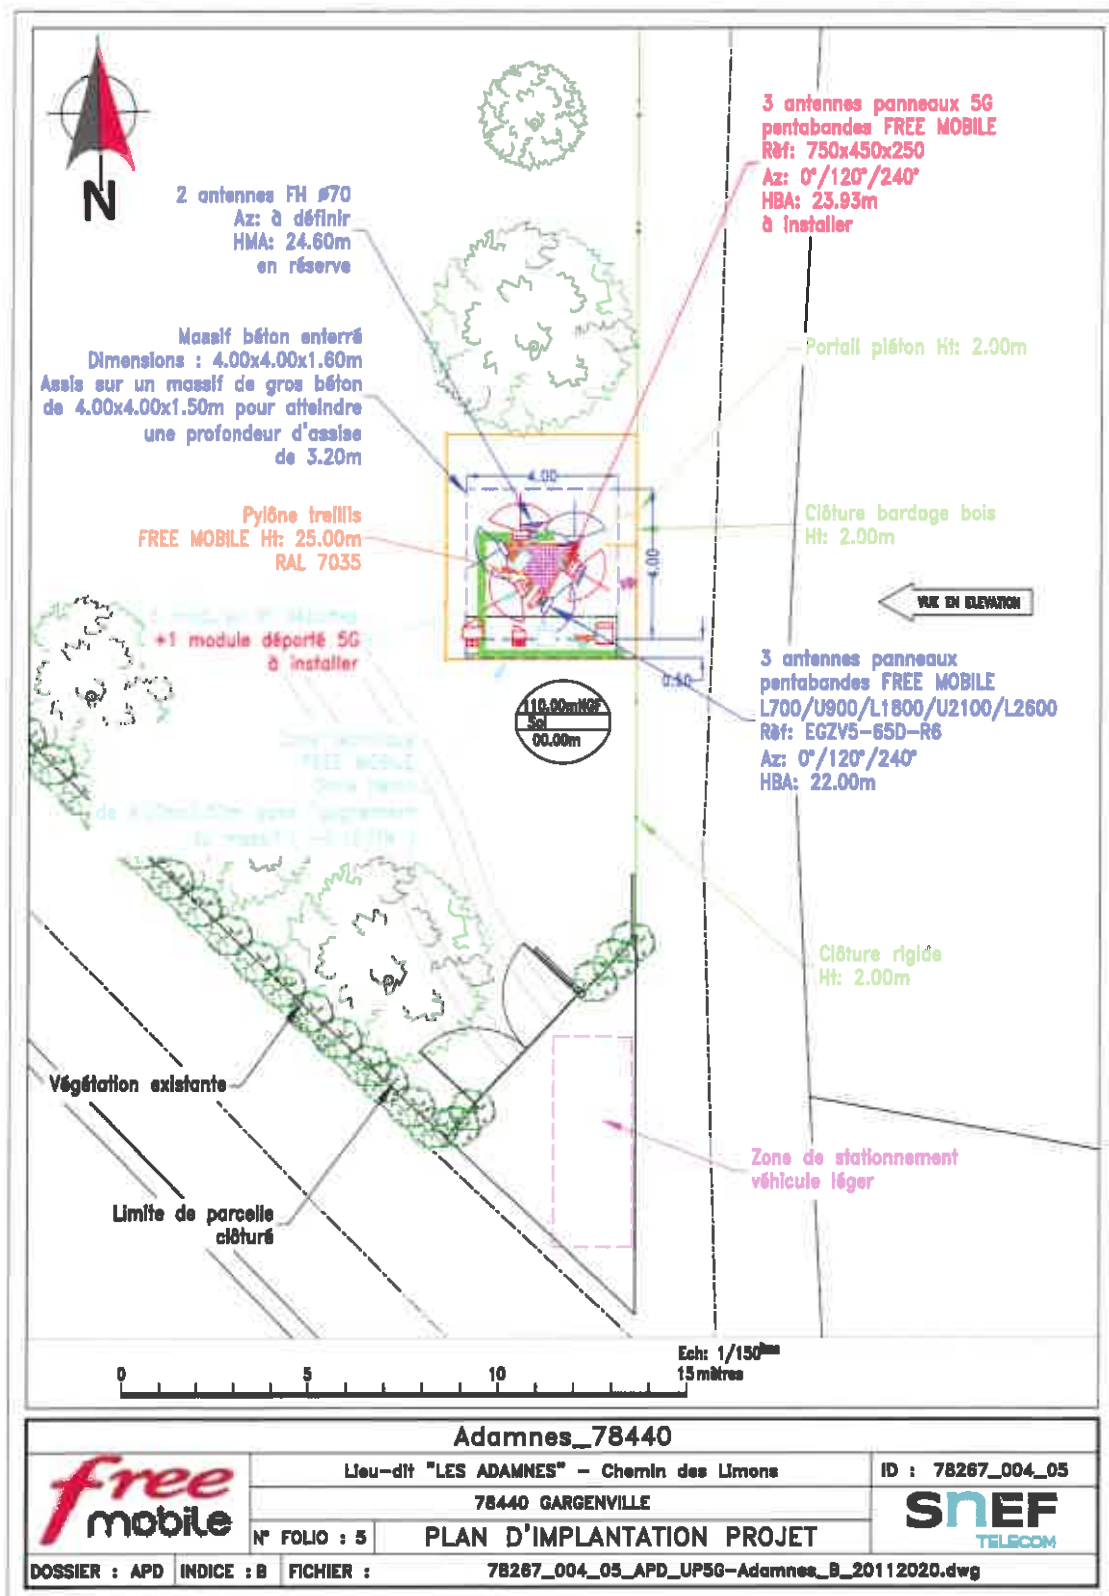 N
2 antennes FH ø70
Az: à définir
HMA: 24.60m
en réserve
3 antennes panneaux 5G
pentabandes FREE MOBILE
Réf: 750x450x250
Az: 0°/120°/240°
HBA: 23.93m
à installer
Massif béton enterré
Dimensions : 4.00x4.00x1.60m
Assis sur un massif de gros béton
de 4.00x4.00x1.50m pour atteindre
une profondeur d'assise
de 3.20m
Portail piéton Ht: 2.00m
4.00
4.00
Pylône treillis
FREE MOBILE Ht: 25.00m
RAL 7035
Clôture bardage bois
Ht: 2.00m
VUE EN ELEVATION
+1 module déporté 5G
à installer
0.50
110.00mNGF
Sol
00.00m
3 antennes panneaux
pentabandes FREE MOBILE
L700/U900/L1800/U2100/L2600
Réf: EGZV5-65D-R6
Az: 0°/120°/240°
HBA: 22.00m
Zone technique
FREE MOBILE
Clôture rigide
Ht: 2.00m
Végétation existante
Limite de parcelle
clôturé
Zone de stationnement
véhicule léger
Ech: 1/150ème
0 5 10 15 mètres
Adamnes_78440
free
mobile
Lieu-dit "LES ADAMNES" - Chemin des Limons
ID : 78267_004_05
78440 GARGENVILLE
SNEF
TELECOM
N° FOLIO : 5
PLAN D'IMPLANTATION PROJET
DOSSIER : APD
INDICE : B
FICHIER :
78267_004_05_APD_UP5G-Adamnes_B_20112020.dwg